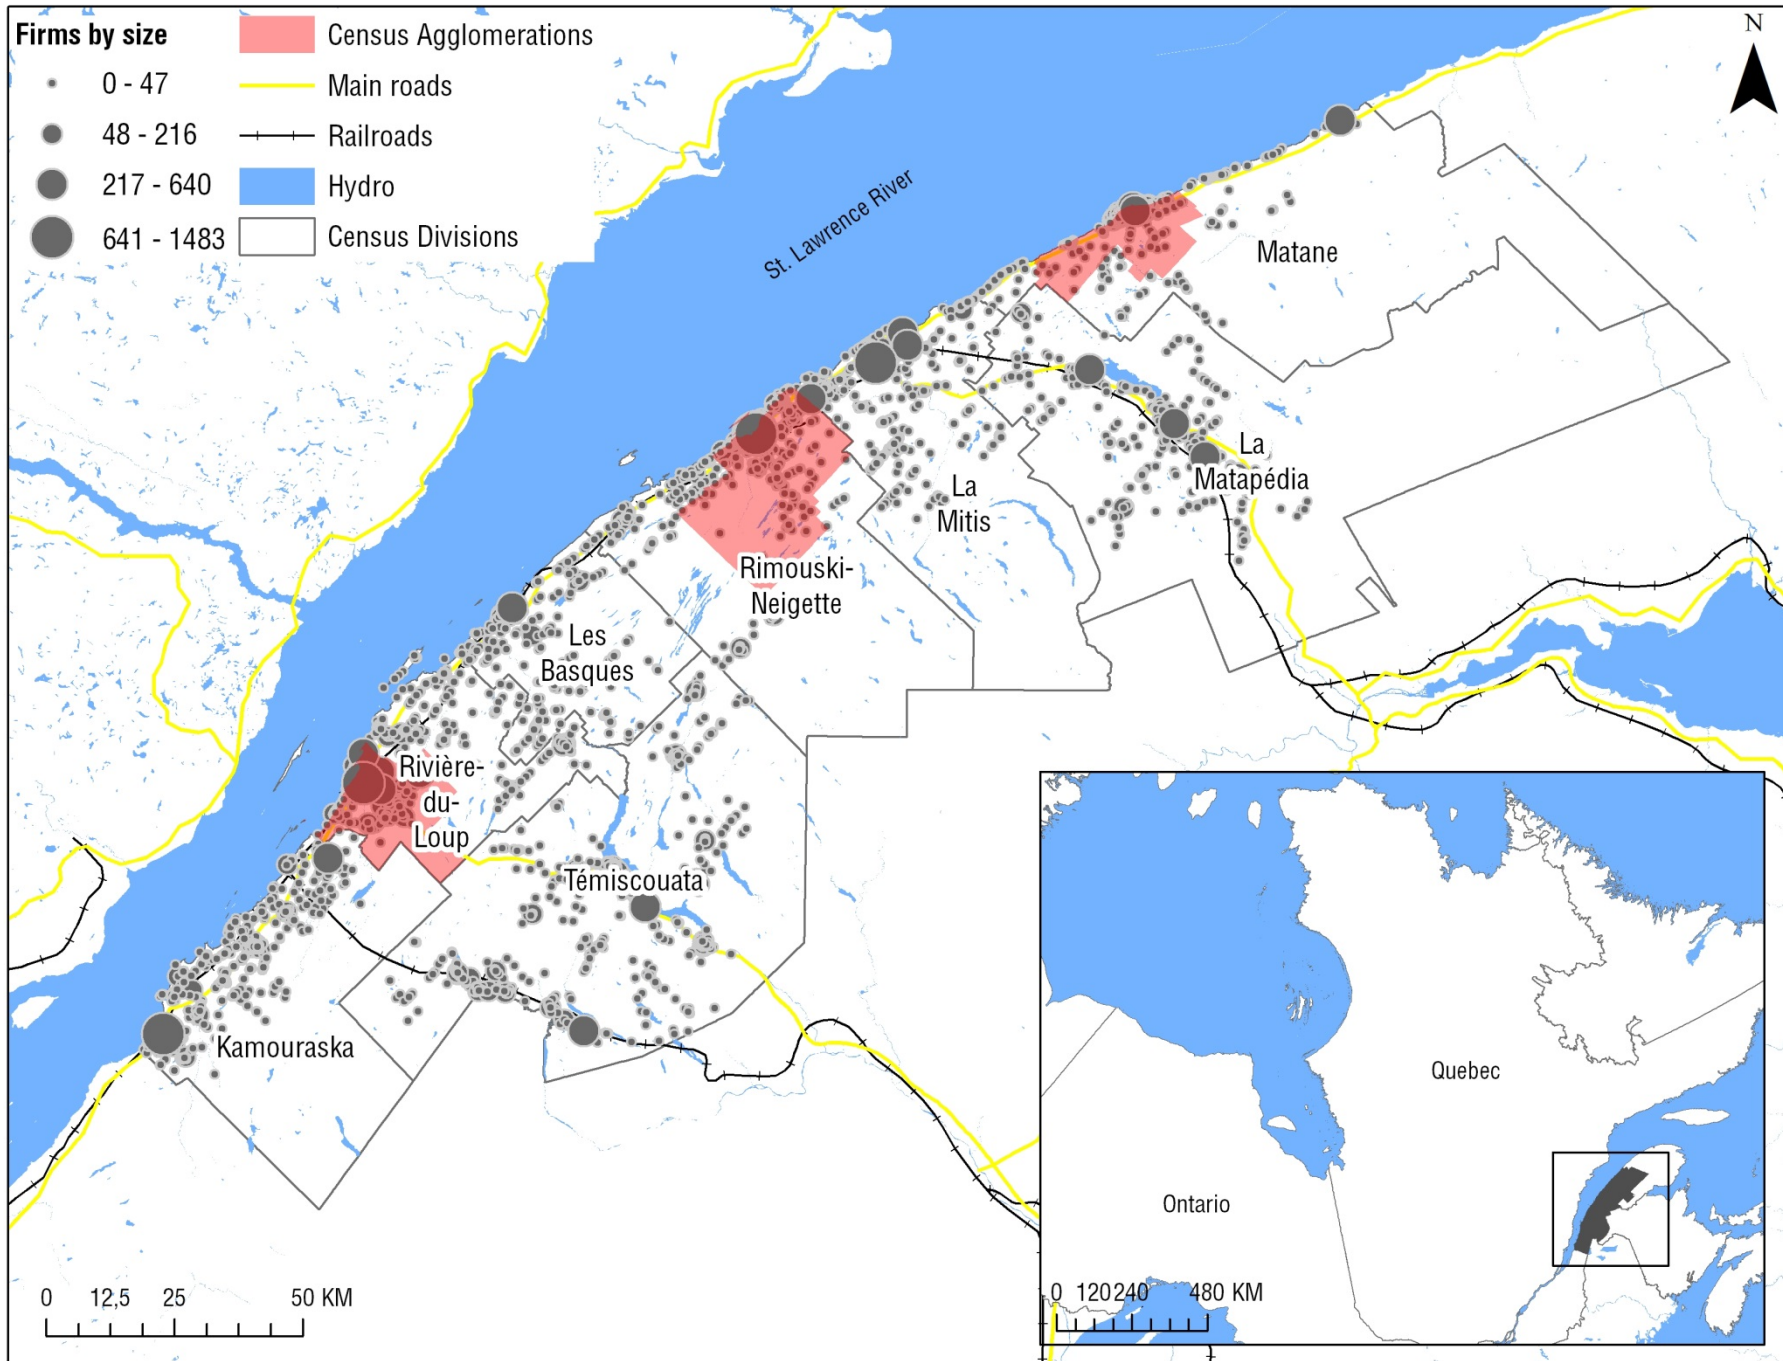 Firms by size
0 - 47
48 - 216
217 - 640
641 - 1483
Census Agglomerations
Main roads
Railroads
Hydro
Census Divisions
N
St. Lawrence River
Matane
La
Matapédia
La
Mitis
Rimouski-
Neigette
Les
Basques
Rivière-
du-
Loup
Témiscouata
Kamouraska
0 12,5 25 50 KM
Quebec
Ontario
0 120 240 480 KM